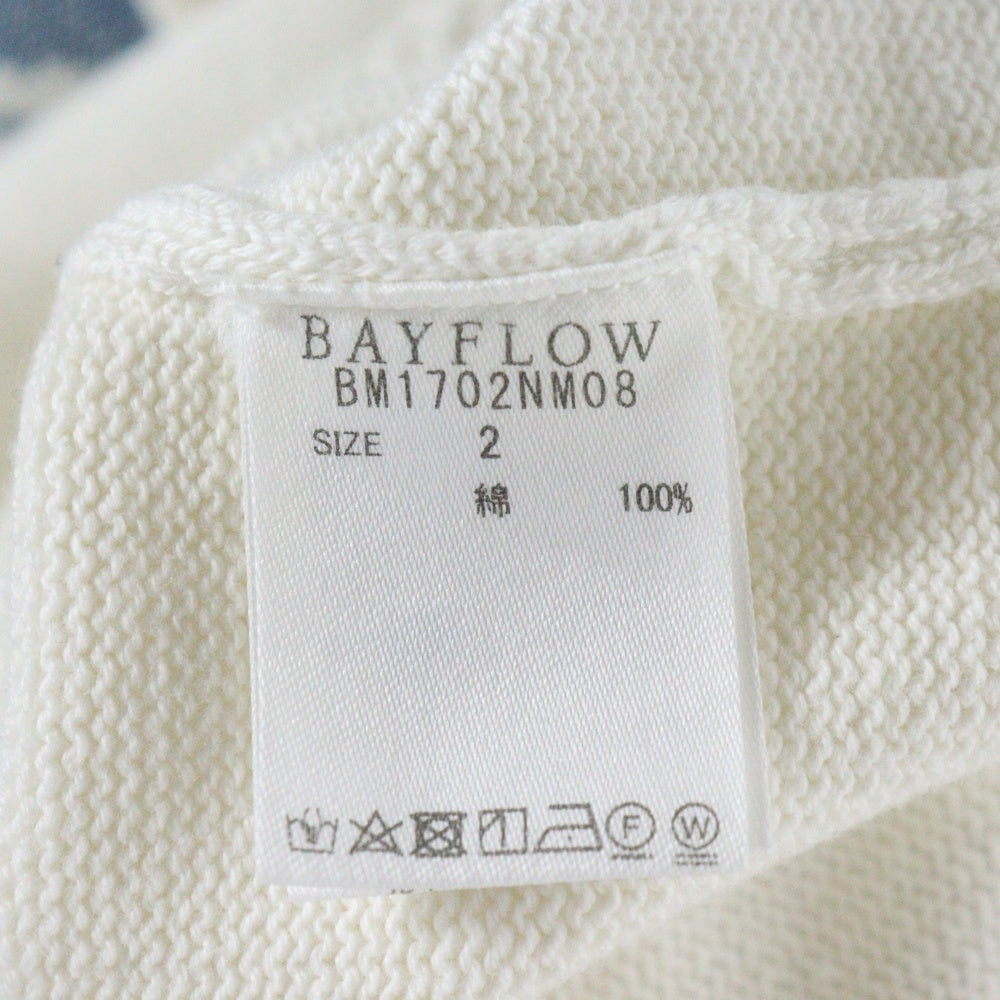 BAYFLOW
BM1702NM08
SIZE 2
綿 100%
F W